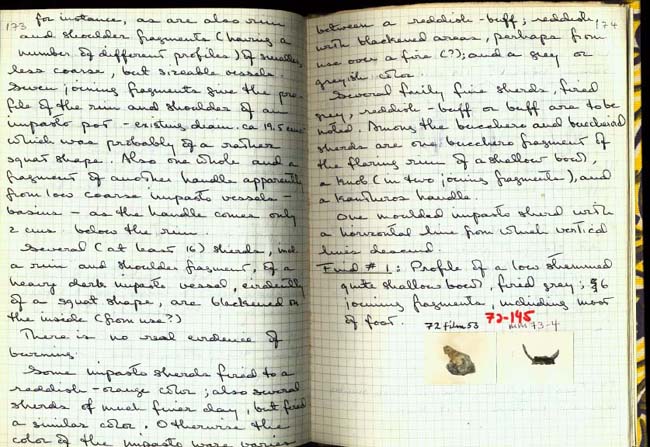 173
for instance, as are also rim
and shoulder fragments (having a
number of different profiles) of smaller,
less coarse, but sizeable vessels.
Seven joining fragments give the pro-
file of the rim and shoulder of an
impasto pot - existing diam. ca 19.5 cms
which was probably of a rather
squat shape. Also one whole and a
fragment of another handle apparently
from low coarse impasto vessels -
basins - as the handle comes only
2 cms below the rim.
Several (at least 16) sherds, incl.
a rim and shoulder fragment, of a
heavy dark impasto vessel, evidently
of a squat shape, are blackened on
the inside (from use?)
There is no real evidence of
burning.
Some impasto sherds fired to a
reddish-orange color; also several
sherds of much finer clay, but fired
a similar color. Otherwise the
color of the impasto ware varies
174
between a reddish-buff; reddish
with blackened areas, perhaps from
use over a fire (?); and a grey or
greyish color.
Several fairly fine sherds, fired
grey, reddish-buff or buff are to be
noted. Among the bucchero and buccheroid
sherds are one bucchero fragment of
the flaring rim of a shallow bowl,
a knob (in two joining fragments), and
a kantharos handle.
One moulded impasto sherd with
a horizontal line from which vertical
lines descend.
Find # 1: Profile of a low stemmed
quite shallow bowl, fired gray; 6
joining fragments, including most
of foot.
72-145
72 film 53
mm 73-4